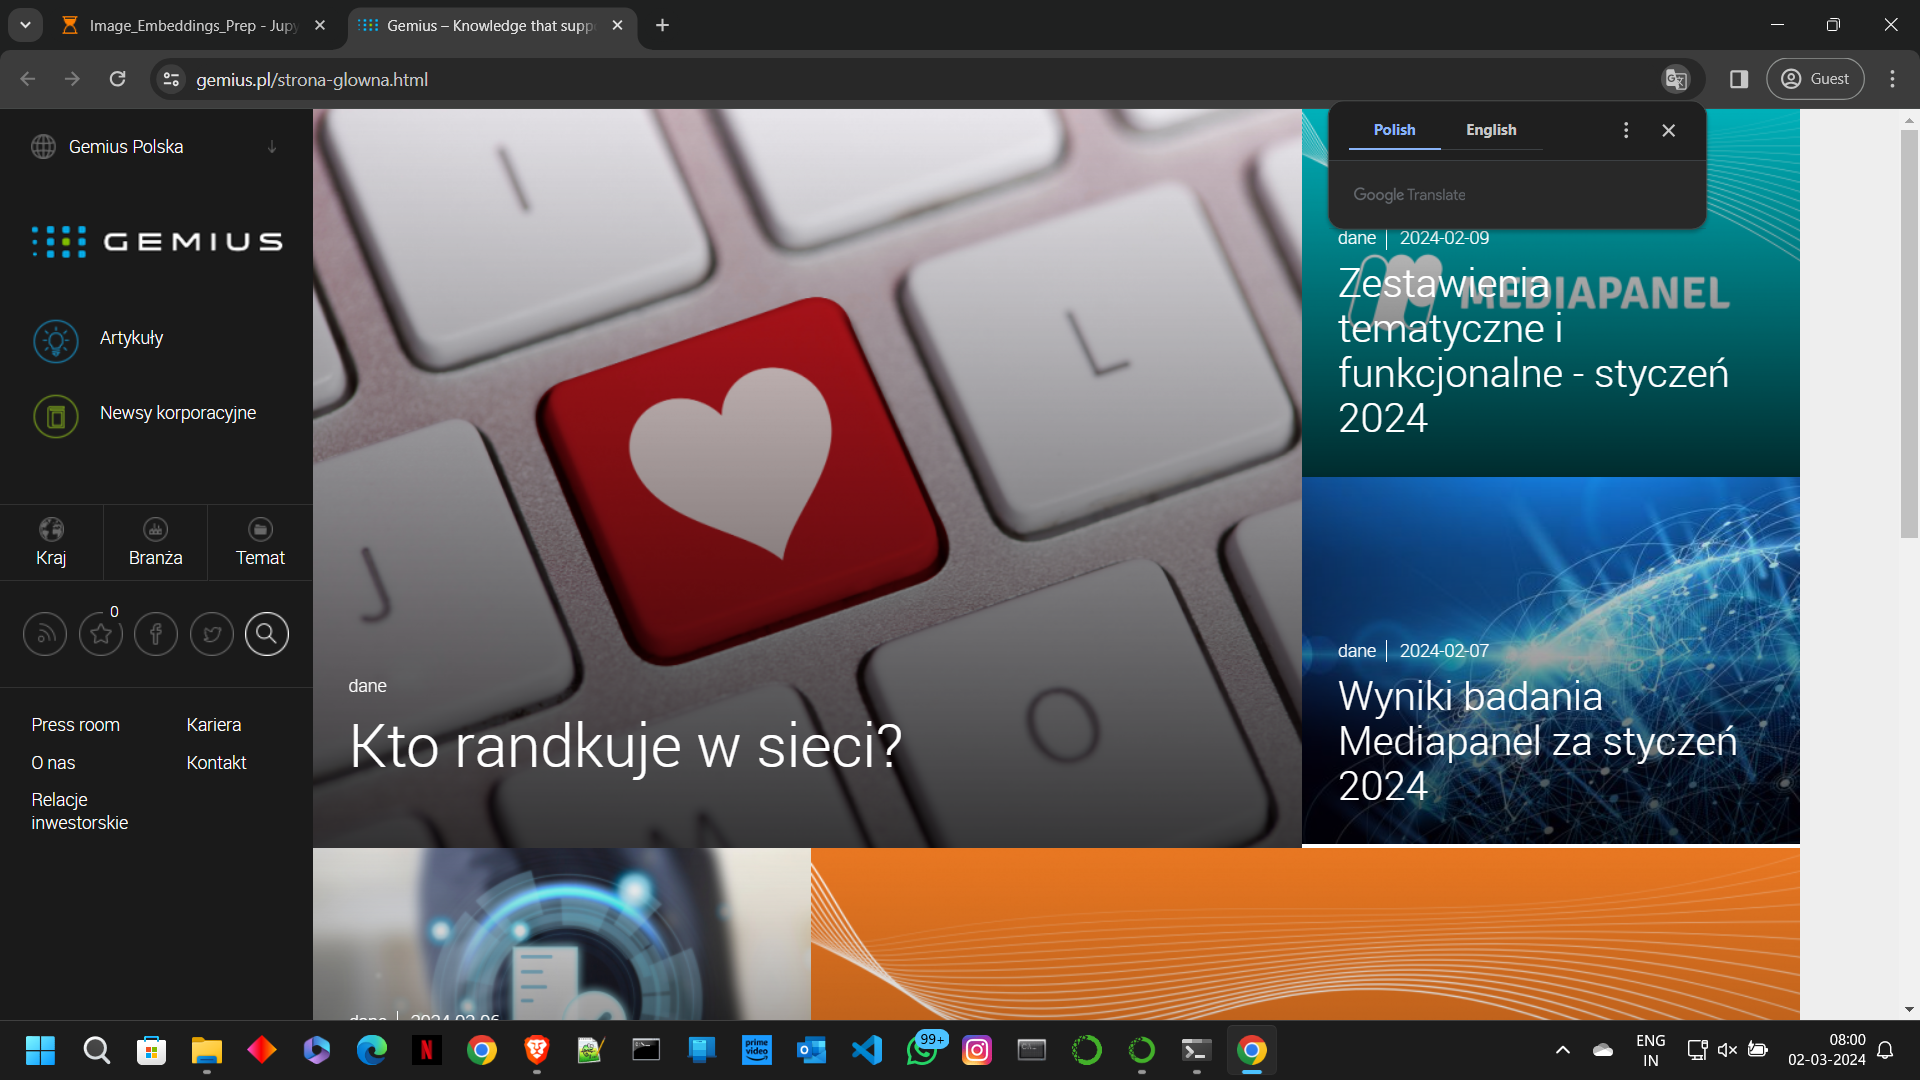 Image_Embeddings_Prep - Jupy
Gemius – Knowledge that supp
gemius.pl/strona-glowna.html
Guest
Polish
English
Google Translate
Gemius Polska
GEMIUS
Artykuły
Newsy korporacyjne
Kraj
Branża
Temat
0
Press room
Kariera
O nas
Kontakt
Relacje
inwestorskie
I
L
J
O
M
dane
Kto randkuje w sieci?
MEDIAPANEL
dane | 2024-02-09
Zestawienia
tematyczne i
funkcjonalne - styczeń
2024
dane | 2024-02-07
Wyniki badania
Mediapanel za styczeń
2024
dane | 2024-02-06
prime
video
99+
ENG
IN
08:00
02-03-2024